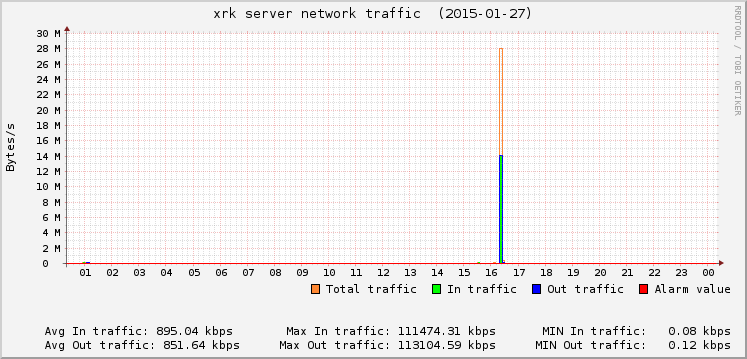 xrk server network traffic (2015-01-27)
RRDTOOL / TOBI OETIKER
Bytes/s
30 M
28 M
26 M
24 M
22 M
20 M
18 M
16 M
14 M
12 M
10 M
8 M
6 M
4 M
2 M
0
01 02 03 04 05 06 07 08 09 10 11 12 13 14 15 16 17 18 19 20 21 22 23 00
Total traffic In traffic Out traffic Alarm value
Avg In traffic: 895.04 kbps Max In traffic: 111474.31 kbps MIN In traffic: 0.08 kbps
Avg Out traffic: 851.64 kbps Max Out traffic: 113104.59 kbps MIN Out traffic: 0.12 kbps